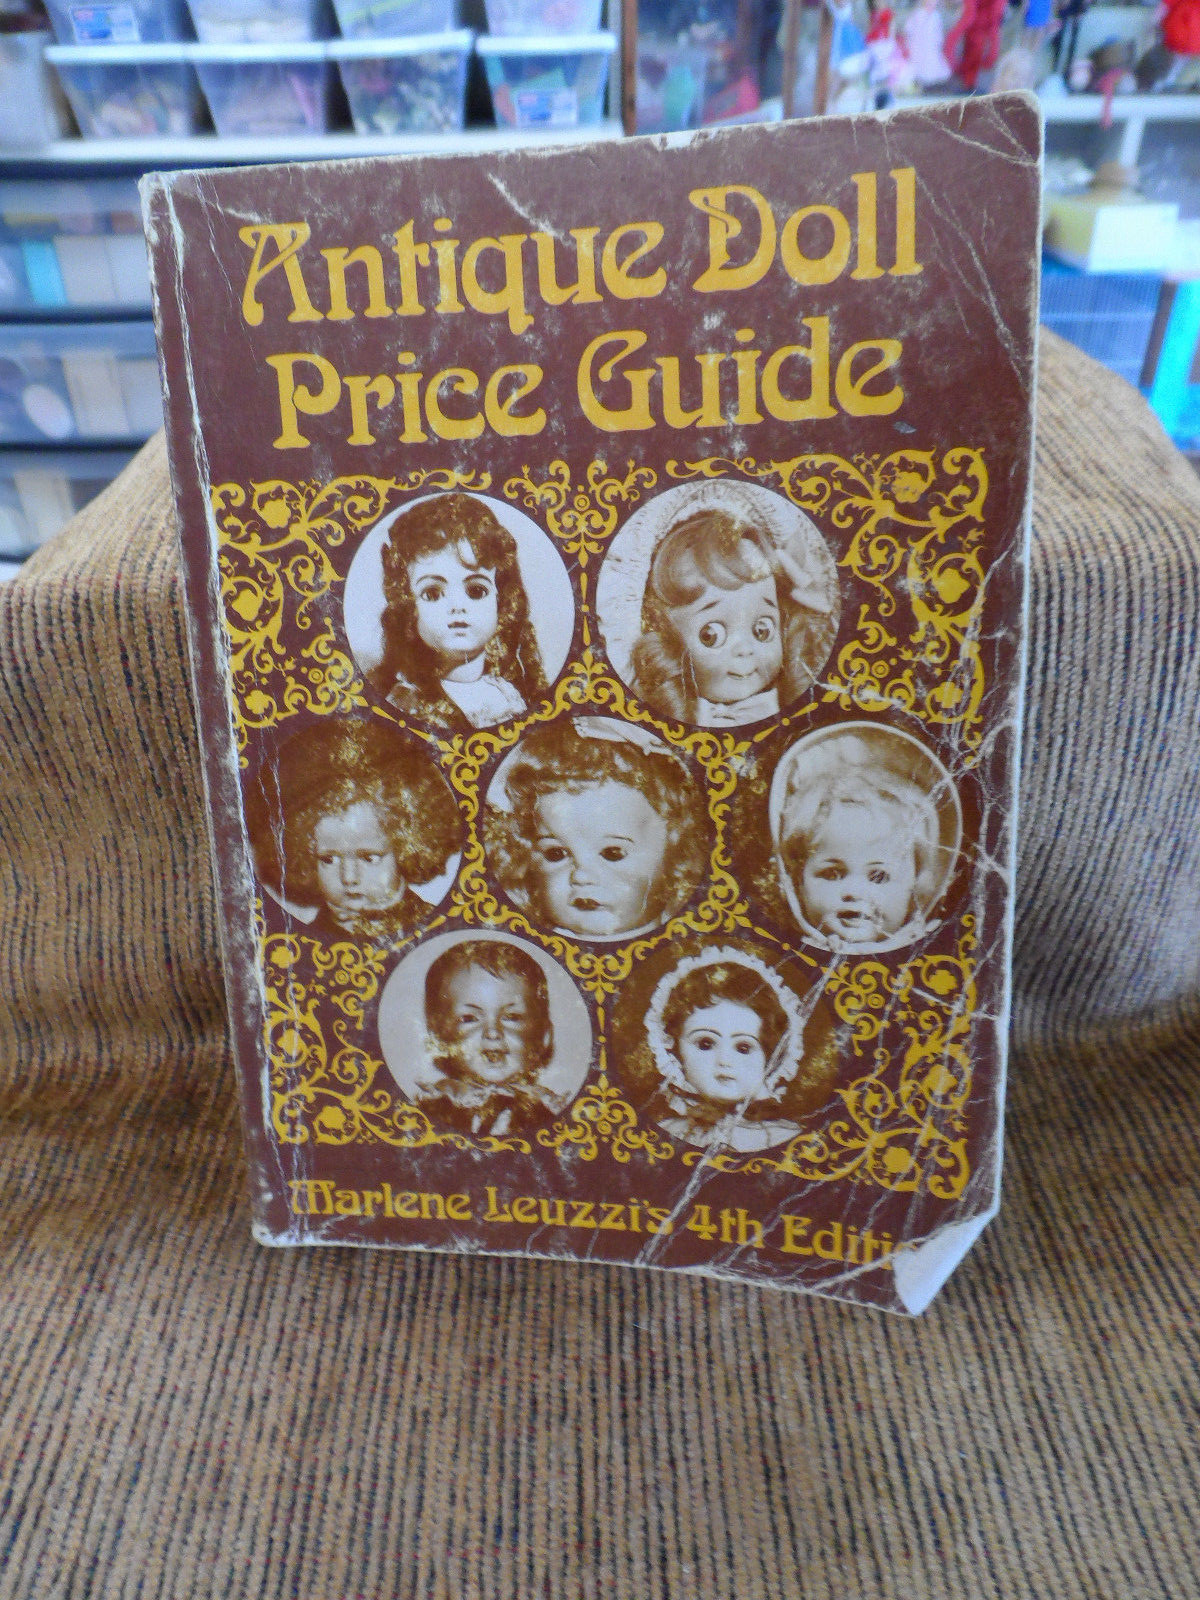 Antique Doll
Price Guide
Marlene Leuzzi's 4th Editi